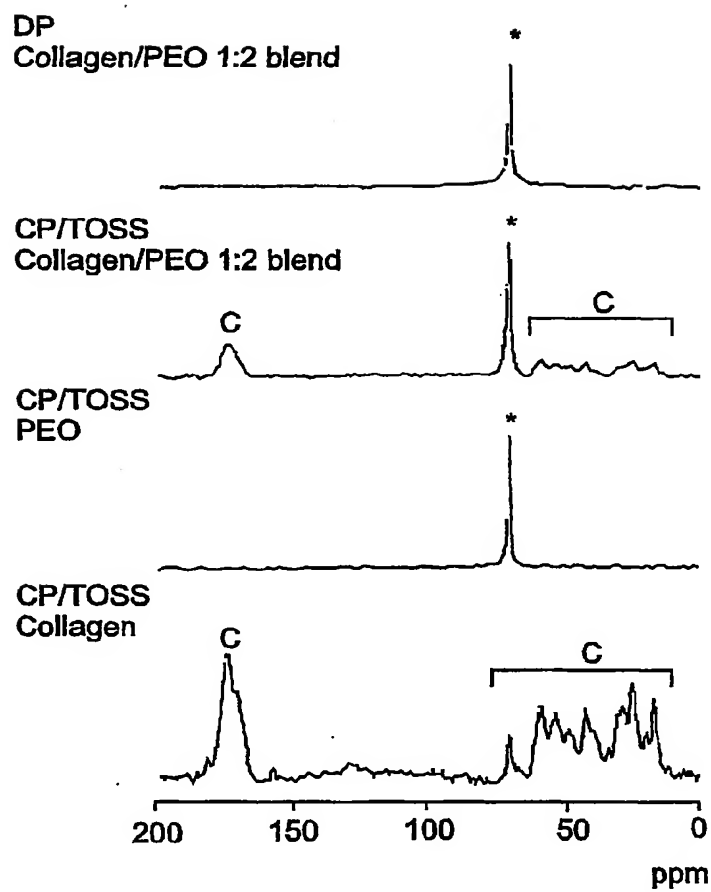 DP
Collagen/PEO 1:2 blend
*
CP/TOSS
Collagen/PEO 1:2 blend
*
C
C
CP/TOSS
PEO
*
CP/TOSS
Collagen
C
C
200 150 100 50 0
ppm